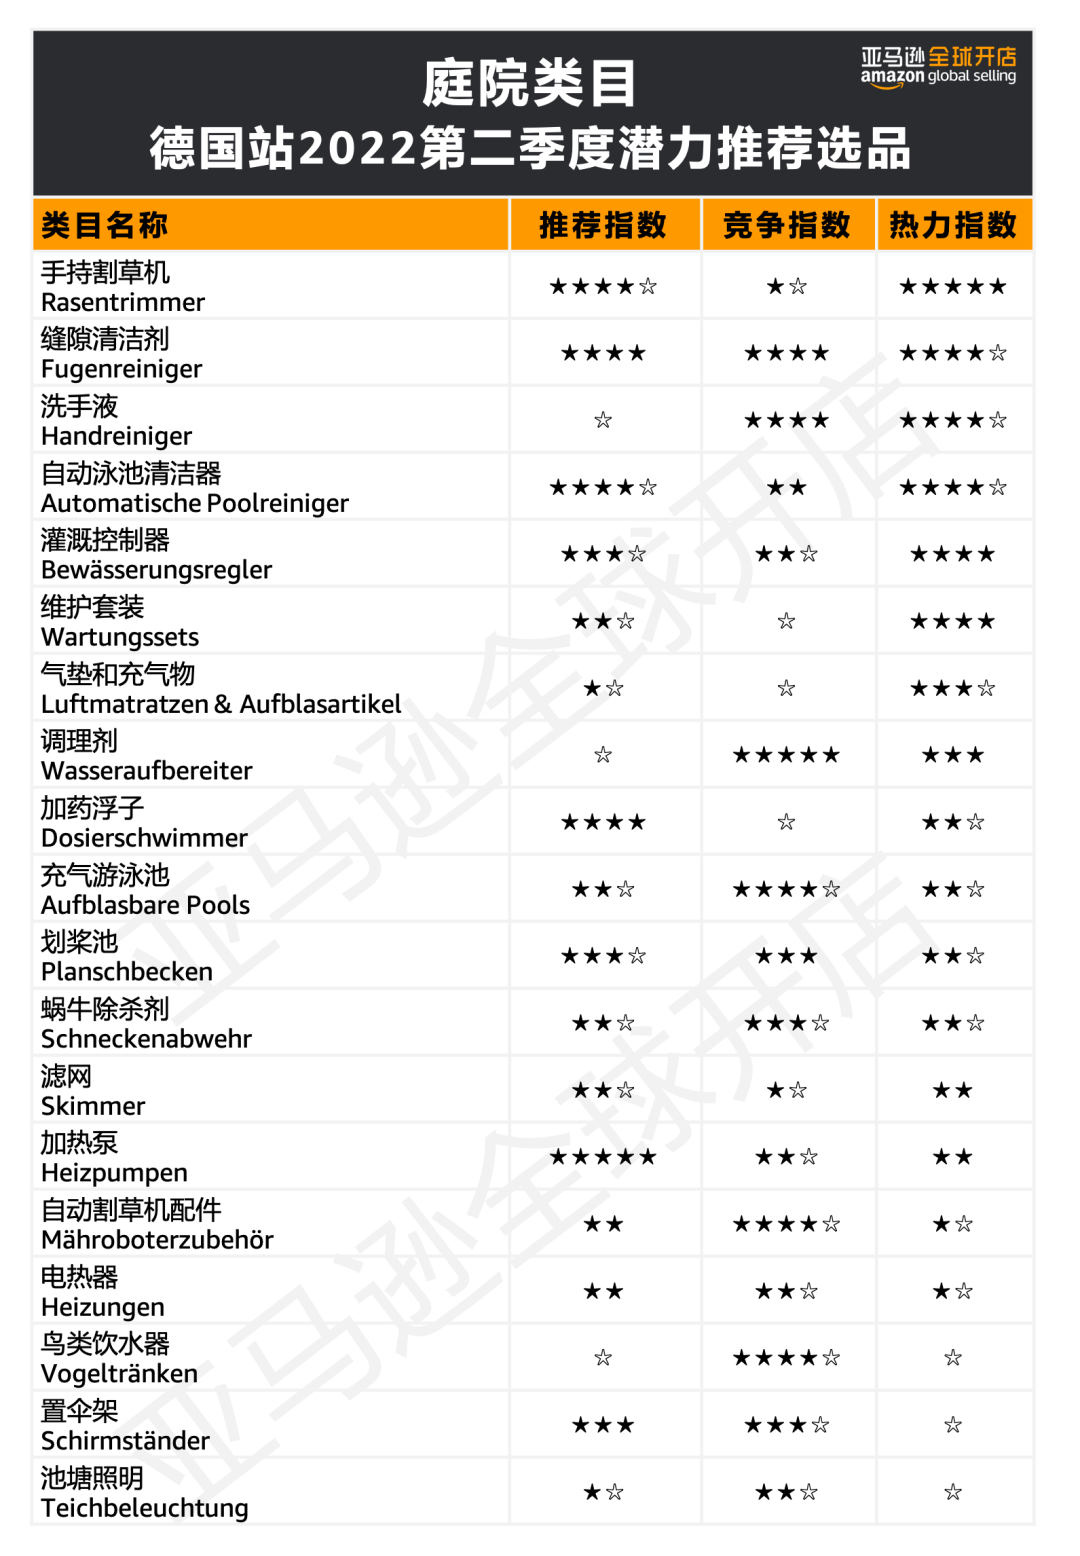 亚马逊全球开店
amazon global selling
庭院类目
德国站2022第二季度潜力推荐选品
类目名称 推荐指数 竞争指数 热力指数
手持割草机
Rasentrimmer ★★★★☆ ★☆ ★★★★★
缝隙清洁剂
Fugenreiniger ★★★★ ★★★★ ★★★★☆
洗手液
Handreiniger ☆ ★★★★ ★★★★☆
自动泳池清洁器
Automatische Poolreiniger ★★★★☆ ★★ ★★★★☆
灌溉控制器
Bewässerungsregler ★★★☆ ★★☆ ★★★★
维护套装
Wartungssets ★★☆ ☆ ★★★★
气垫和充气物
Luftmatratzen & Aufblasartikel ★☆ ☆ ★★★☆
调理剂
Wasseraufbereiter ☆ ★★★★★ ★★★
加药浮子
Dosierschwimmer ★★★★ ☆ ★★☆
充气游泳池
Aufblasbare Pools ★★☆ ★★★★☆ ★★☆
划桨池
Planschbecken ★★★☆ ★★★ ★★☆
蜗牛除杀剂
Schneckenabwehr ★★☆ ★★★☆ ★★☆
滤网
Skimmer ★★☆ ★☆ ★★
加热泵
Heizpumpen ★★★★★ ★★☆ ★★
自动割草机配件
Mähroboterzubehör ★★ ★★★★☆ ★☆
电热器
Heizungen ★★ ★★☆ ★☆
鸟类饮水器
Vogeltränken ☆ ★★★★☆ ☆
置伞架
Schirmständer ★★★ ★★★☆ ☆
池塘照明
Teichbeleuchtung ★☆ ★★☆ ☆
亚马逊全球开店
亚马逊全球开店